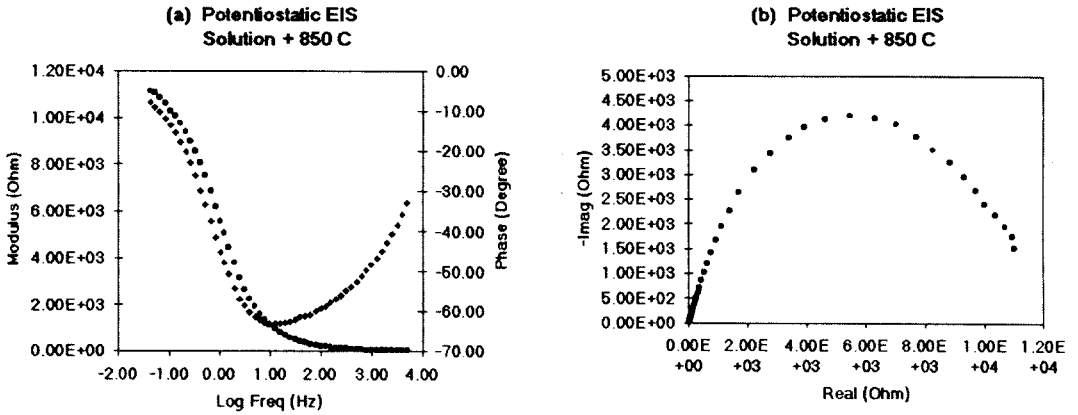 (a) Potentiostatic EIS
Solution + 850 C
Modulus (Ohm)
1.20E+04
1.00E+04
8.00E+03
6.00E+03
4.00E+03
2.00E+03
0.00E+00
0.00
-10.00
-20.00
-30.00
-40.00
-50.00
-60.00
-70.00
Phase (Degree)
-2.00 -1.00 0.00 1.00 2.00 3.00 4.00
Log Freq (Hz)
(b) Potentiostatic EIS
Solution + 850 C
-Imag (Ohm)
5.00E+03
4.50E+03
4.00E+03
3.50E+03
3.00E+03
2.50E+03
2.00E+03
1.50E+03
1.00E+03
5.00E+02
0.00E+00
0.00E 2.00E 4.00E 6.00E 8.00E 1.00E 1.20E
+00 +03 +03 +03 +03 +04 +04
Real (Ohm)